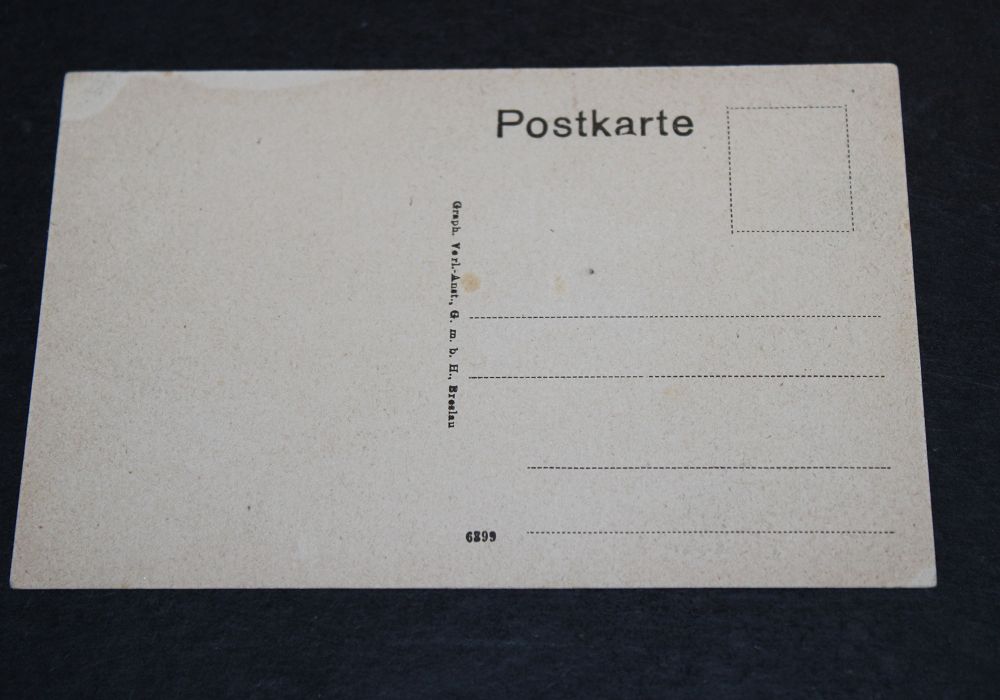 Postkarte
Graph. Verl.-Anst., G. m. b. H., Breslau
6899